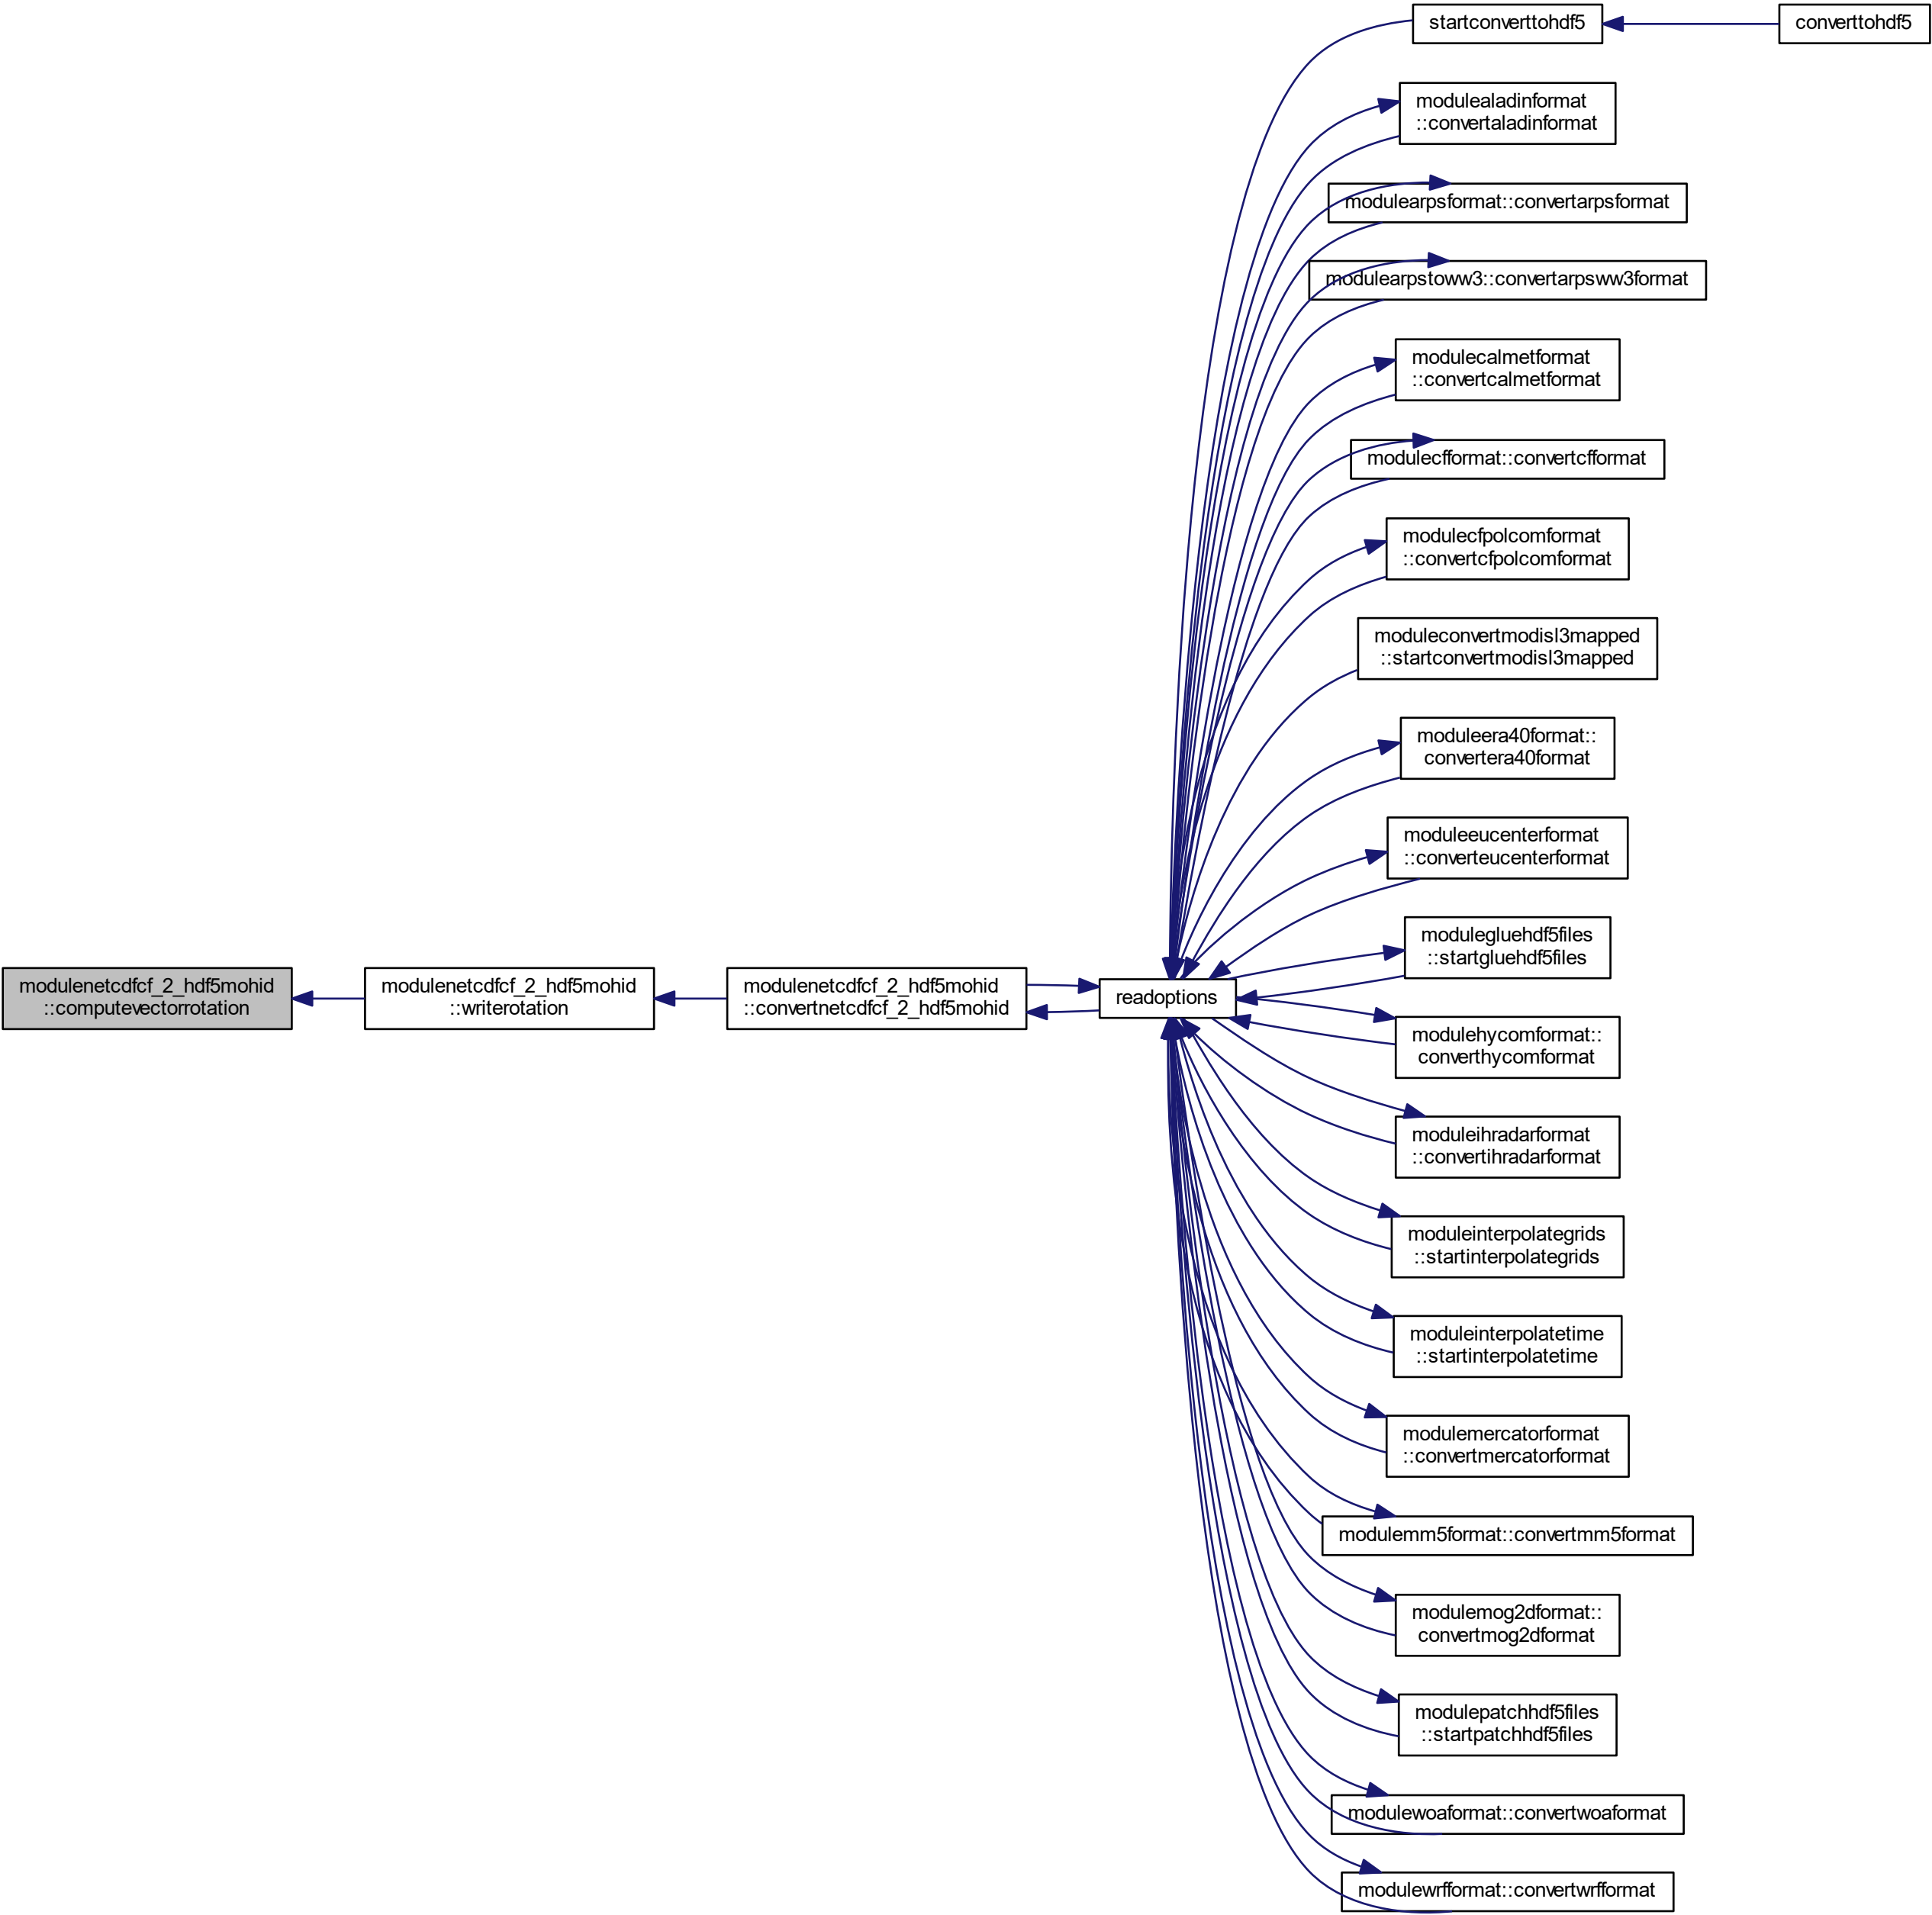 startconverttohdf5
converttohdf5
modulealadinformat
::convertaladinformat
modulearpsformat::convertarpsformat
modulearpstoww3::convertarpsww3format
modulecalmetformat
::convertcalmetformat
modulecfformat::convertcfformat
modulecfpolcomformat
::convertcfpolcomformat
moduleconvertmodisl3mapped
::startconvertmodisl3mapped
moduleera40format::
convertera40format
moduleeucenterformat
::converteucenterformat
modulegluehdf5files
::startgluehdf5files
modulenetcdfcf_2_hdf5mohid
::computevectorrotation
modulenetcdfcf_2_hdf5mohid
::writerotation
modulenetcdfcf_2_hdf5mohid
::convertnetcdfcf_2_hdf5mohid
readoptions
modulehycomformat::
converthycomformat
moduleihradarformat
::convertihradarformat
moduleinterpolategrids
::startinterpolategrids
moduleinterpolatetime
::startinterpolatetime
modulemercatorformat
::convertmercatorformat
modulemm5format::convertmm5format
modulemog2dformat::
convertmog2dformat
modulepatchhdf5files
::startpatchhdf5files
modulewoaformat::convertwoaformat
modulewrfformat::convertwrfformat